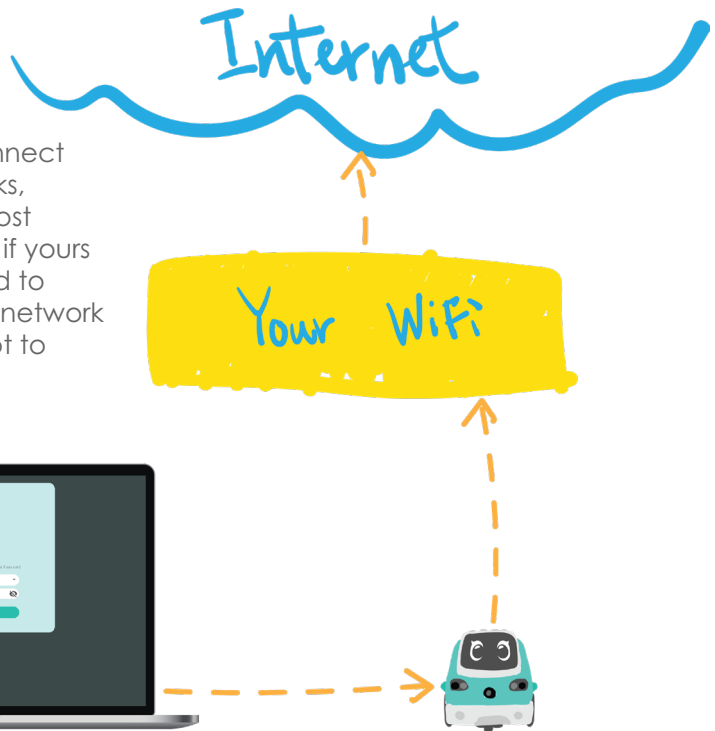 Internet
nnect
ks,
ost
if yours
d to
network
ot to
Your WiFi